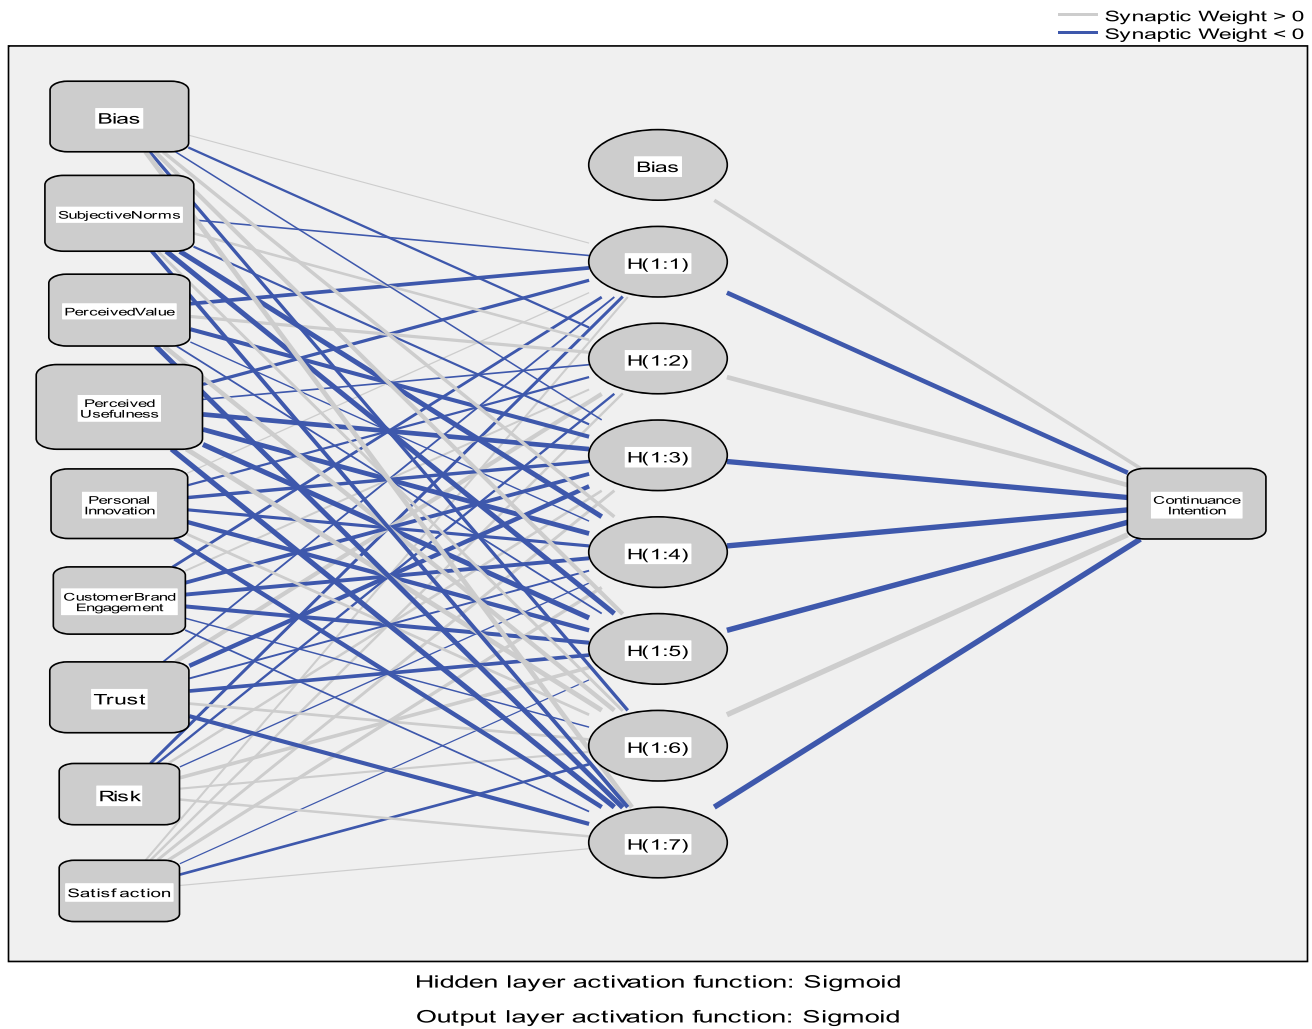 Synaptic Weight > 0
Synaptic Weight < 0
Bias
SubjectiveNorms
PerceivedValue
Perceived
Usefulness
Personal
Innovation
CustomerBrand
Engagement
Trust
Risk
Satisfaction
Bias
H(1:1)
H(1:2)
H(1:3)
H(1:4)
H(1:5)
H(1:6)
H(1:7)
Continuance
Intention
Hidden layer activation function: Sigmoid
Output layer activation function: Sigmoid